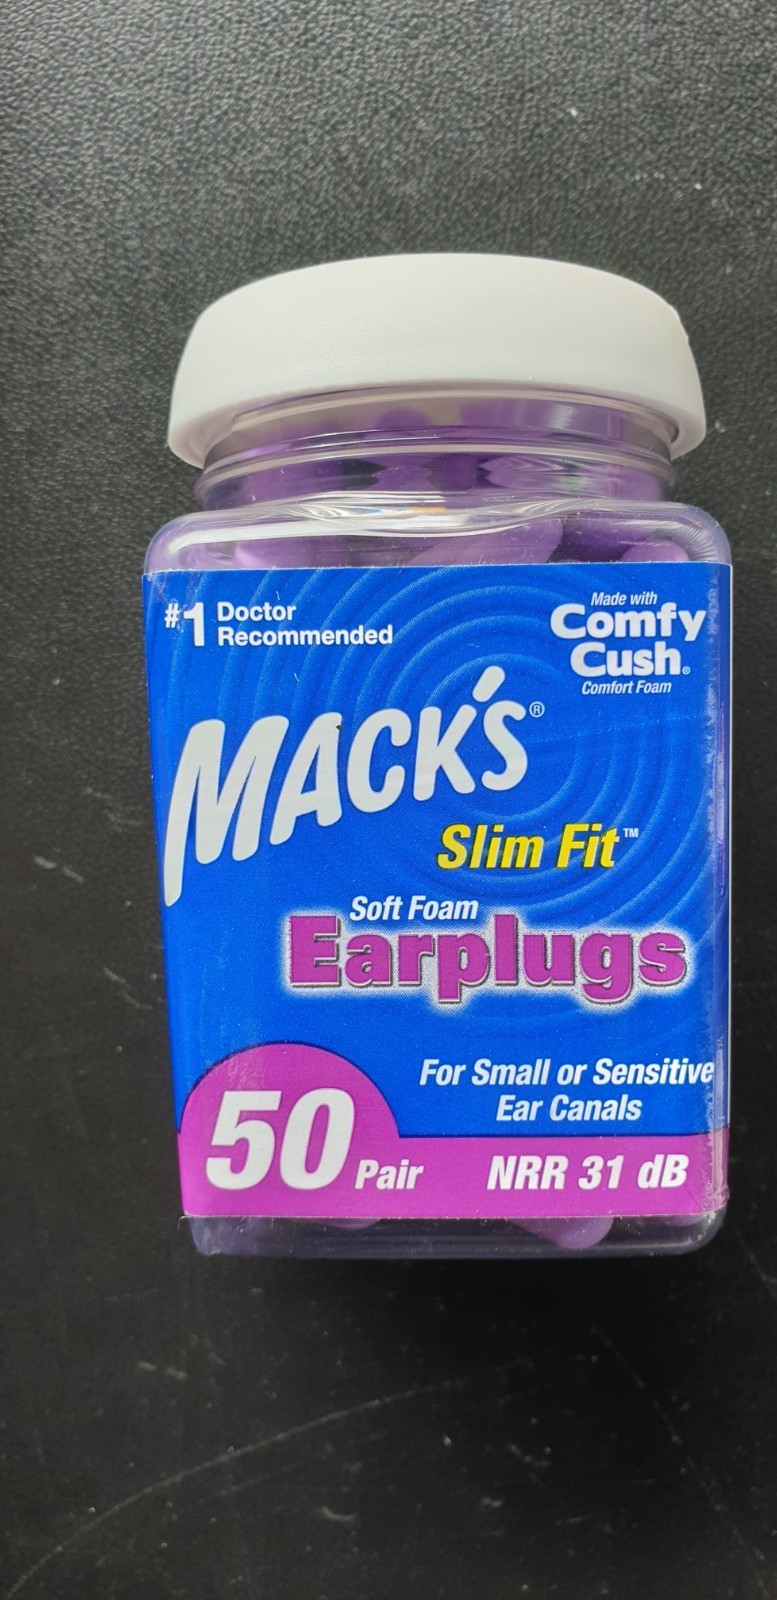 #1 Doctor
Recommended
Made with
Comfy
Cush®
Comfort Foam
MACK'S®
Slim Fit™
Soft Foam
Earplugs
For Small or Sensitive
Ear Canals
50 Pair
NRR 31 dB